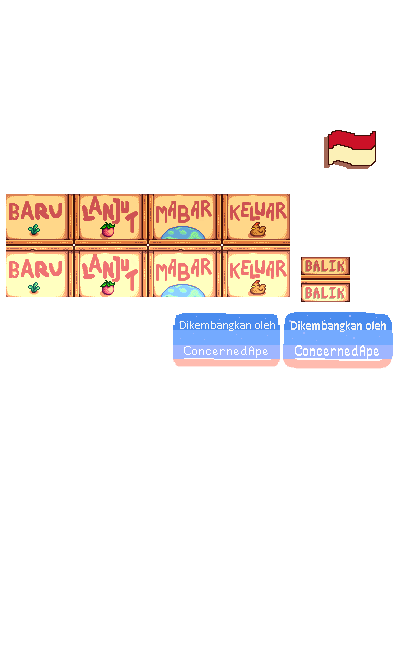 BARU LANJUT MABAR KELUAR
BARU LANJUT MABAR KELUAR
BALIK
BALIK
Dikembangkan oleh
ConcernedApe
Dikembangkan oleh
ConcernedApe